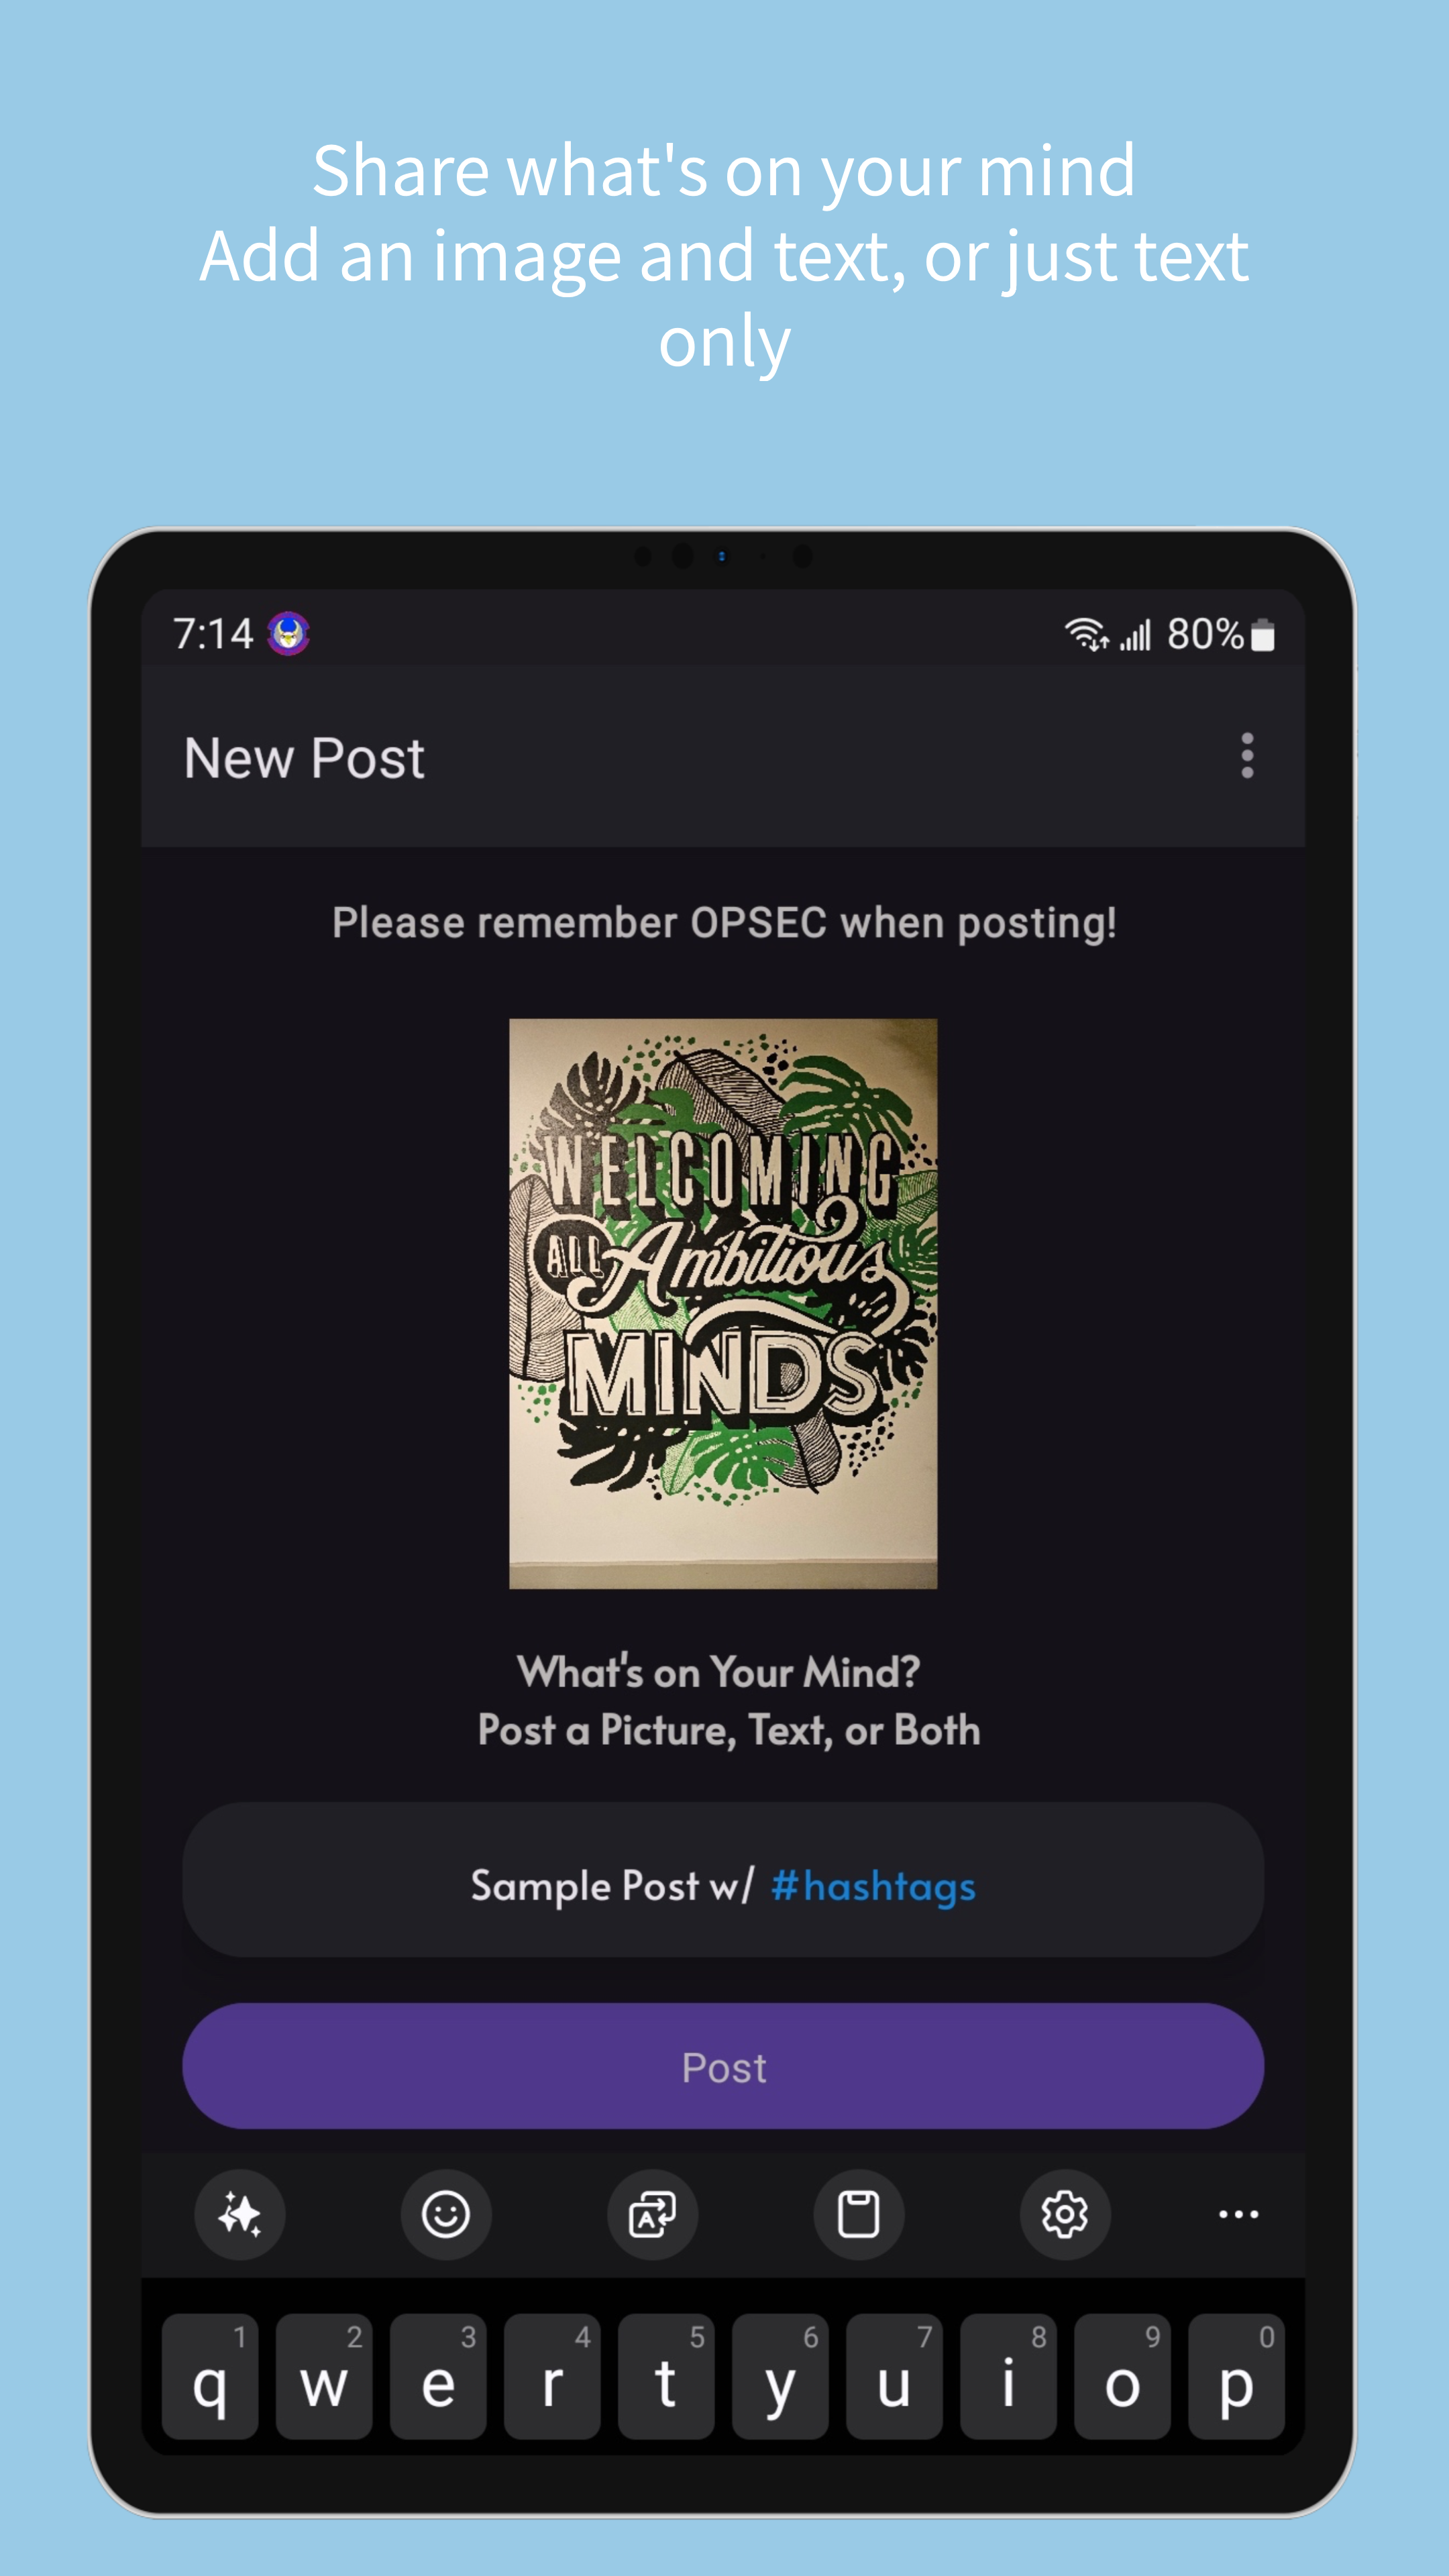 Share what's on your mind
Add an image and text, or just text
only
7:14
80%
New Post
Please remember OPSEC when posting!
WELCOMING
ALL Ambitious
MINDS
What's on Your Mind?
Post a Picture, Text, or Both
Sample Post w/ #hashtags
Post
A
1 2 3 4 5 6 7 8 9 0
q w e r t y u i o p